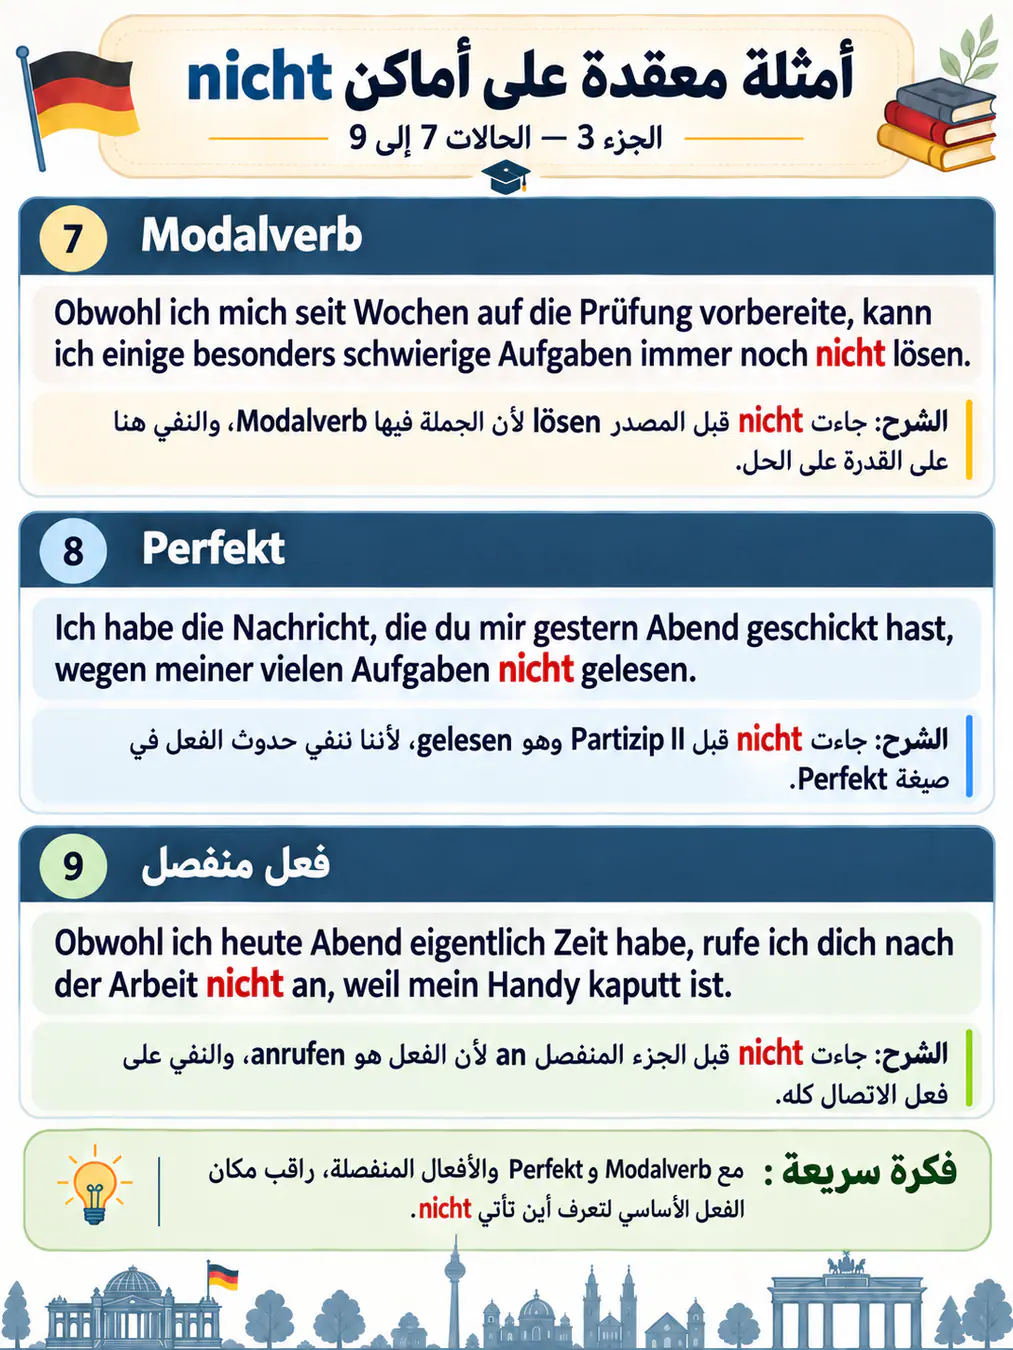 أمثلة معقدة على أماكن nicht
الجزء 3 — الحالات 7 إلى 9
7 Modalverb
Obwohl ich mich seit Wochen auf die Prüfung vorbereite, kann
ich einige besonders schwierige Aufgaben immer noch nicht lösen.
الشرح: جاءت nicht قبل المصدر lösen لأن الجملة فيها Modalverb، والنفي هنا
على القدرة على الحل.
8 Perfekt
Ich habe die Nachricht, die du mir gestern Abend geschickt hast,
wegen meiner vielen Aufgaben nicht gelesen.
الشرح: جاءت nicht قبل Partizip II وهو gelesen، لأننا ننفي حدوث الفعل في
صيغة Perfekt.
9 فعل منفصل
Obwohl ich heute Abend eigentlich Zeit habe, rufe ich dich nach
der Arbeit nicht an, weil mein Handy kaputt ist.
الشرح: جاءت nicht قبل الجزء المنفصل an لأن الفعل هو anrufen، والنفي على
فعل الاتصال كله.
فكرة سريعة: مع Modalverb و Perfekt والأفعال المنفصلة، راقب مكان
الفعل الأساسي لتعرف أين تأتي nicht.